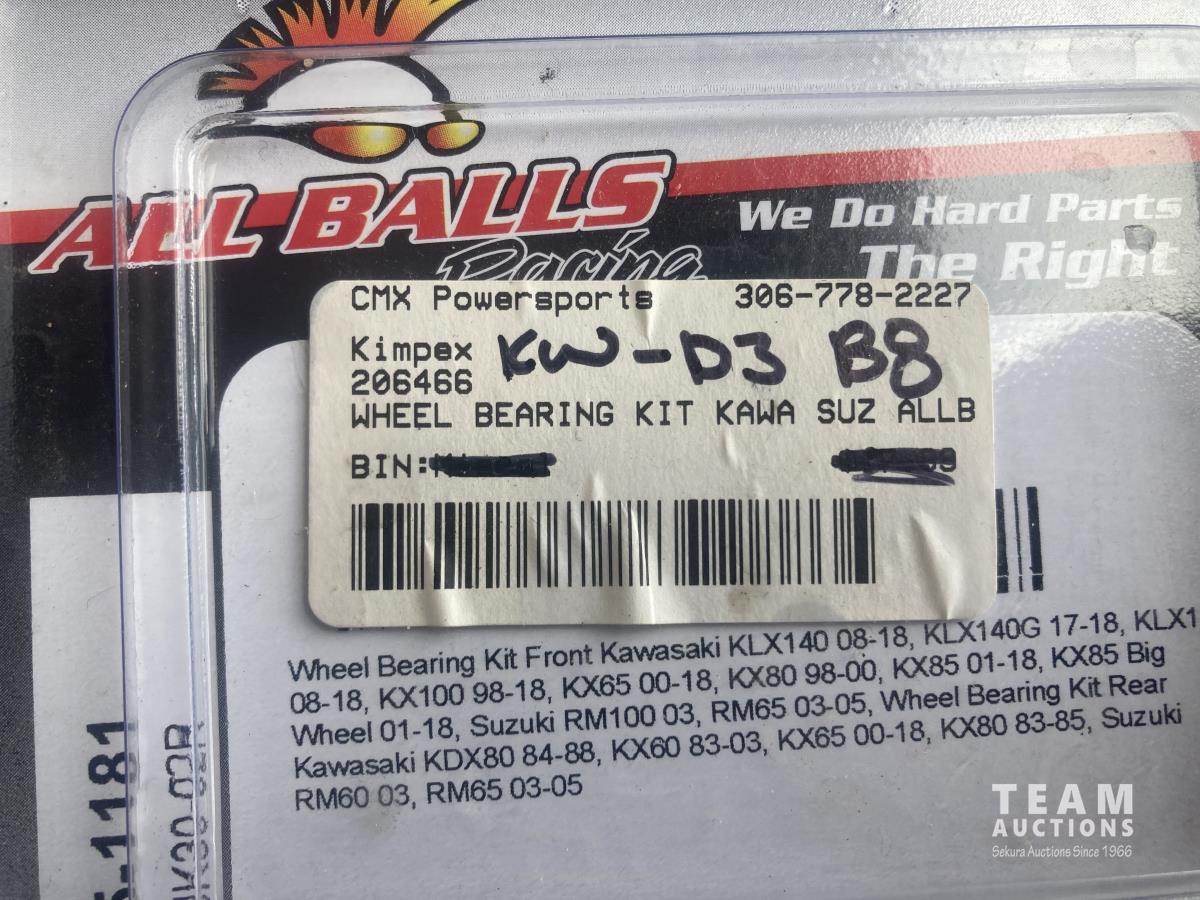 ALL BALLS
Racing
We Do Hard Parts
The Right
CMX Powersports 306-778-2227
Kimpex KW-D3 B8
206466
WHEEL BEARING KIT KAWA SUZ ALLB
BIN:
Wheel Bearing Kit Front Kawasaki KLX140 08-18, KLX140G 17-18, KLX1
08-18, KX100 98-18, KX65 00-18, KX80 98-00, KX85 01-18, KX85 Big
Wheel 01-18, Suzuki RM100 03, RM65 03-05, Wheel Bearing Kit Rear
Kawasaki KDX80 84-88, KX60 83-03, KX65 00-18, KX80 83-85, Suzuki
RM60 03, RM65 03-05
5-1181
TEAM
AUCTIONS
Sekura Auctions Since 1966